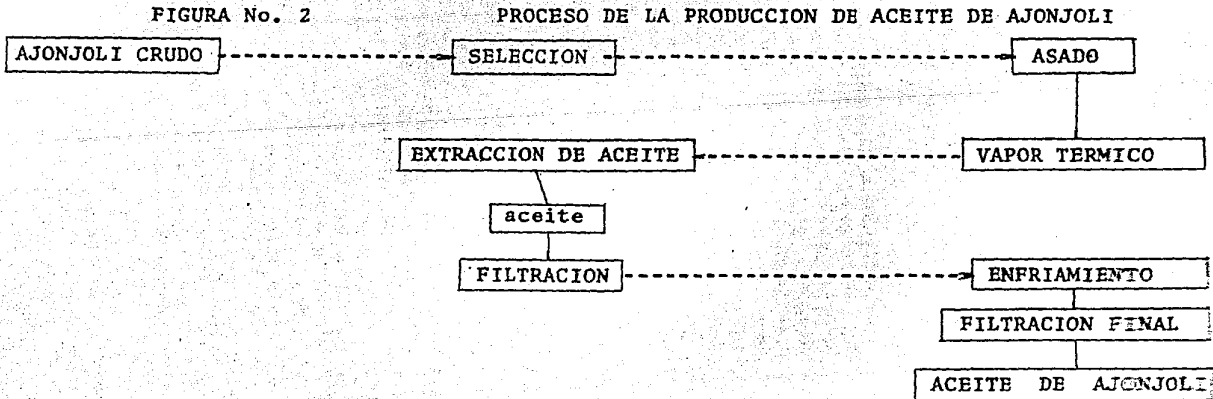 FIGURA No. 2 PROCESO DE LA PRODUCCION DE ACEITE DE AJONJOLI
AJONJOLI CRUDO SELECCION ASADO
EXTRACCION DE ACEITE VAPOR TERMICO
aceite
FILTRACION ENFRIAMIENTO
FILTRACION FINAL
ACEITE DE AJONJOLI